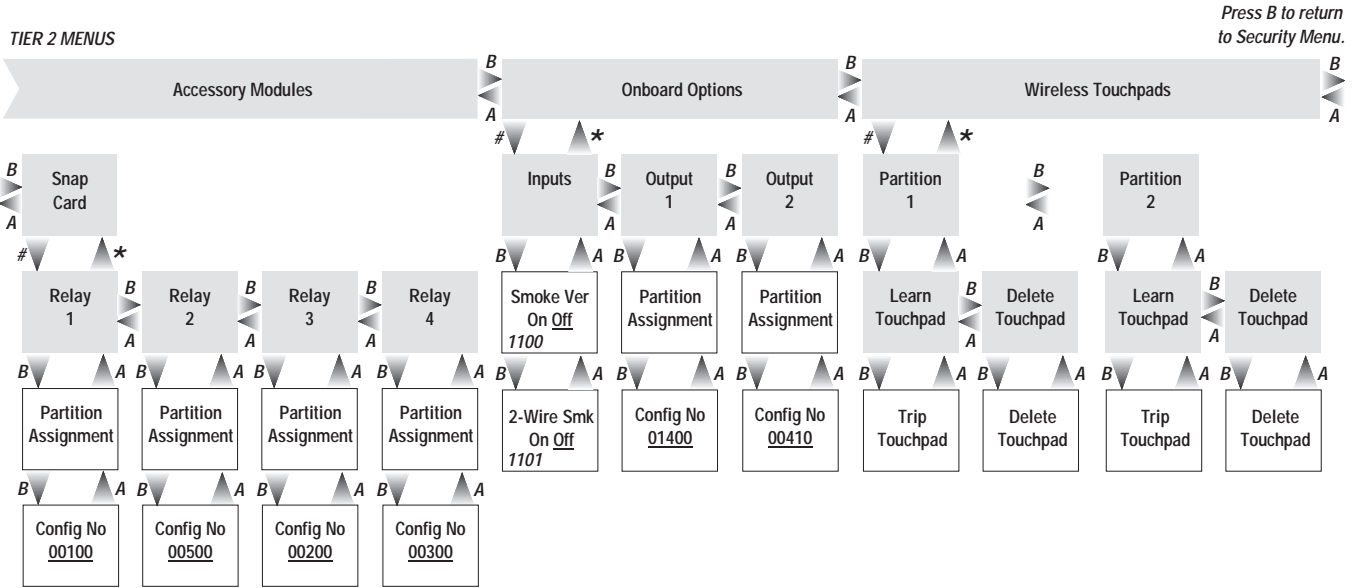 Press B to return
to Security Menu.
TIER 2 MENUS
B B B
Accessory Modules Onboard Options Wireless Touchpads
A A A
# * # *
B Snap Card A
Inputs B A Output 1 B A Output 2
Partition 1 B A Partition 2
# * B A B A B A B A B A
Relay 1 B A Relay 2 B A Relay 3 B A Relay 4
Smoke Ver
On Off
1100
Partition Assignment
Partition Assignment
Learn Touchpad B A Delete Touchpad
Learn Touchpad B A Delete Touchpad
B A B A B A B A B A B A B A B A B A B A B A
Partition Assignment
Partition Assignment
Partition Assignment
Partition Assignment
2-Wire Smk
On Off
1101
Config No
01400
Config No
00410
Trip Touchpad
Delete Touchpad
Trip Touchpad
Delete Touchpad
B A B A B A B A
Config No
00100
Config No
00500
Config No
00200
Config No
00300